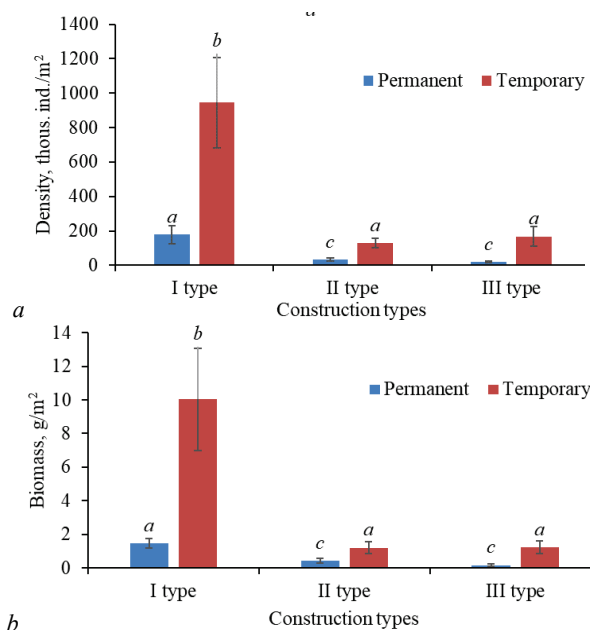 a
1400
1200
1000
800
600
400
200
0
Density, thous. ind./m²
Permanent Temporary
a b c a c a
I type II type III type
Construction types
a
14
12
10
8
6
4
2
0
Biomass, g/m²
Permanent Temporary
a b c a c a
I type II type III type
Construction types
b